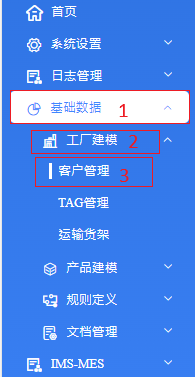 首页
系统设置
日志管理
基础数据 1
工厂建模 2
客户管理 3
TAG管理
运输货架
产品建模
规则定义
文档管理
IMS-MES